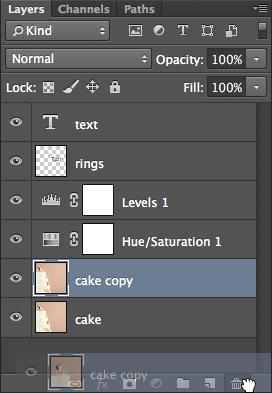 Layers Channels Paths
Kind
Normal Opacity: 100%
Lock: Fill: 100%
T text
rings
Levels 1
Hue/Saturation 1
cake copy
cake
cake copy
fx